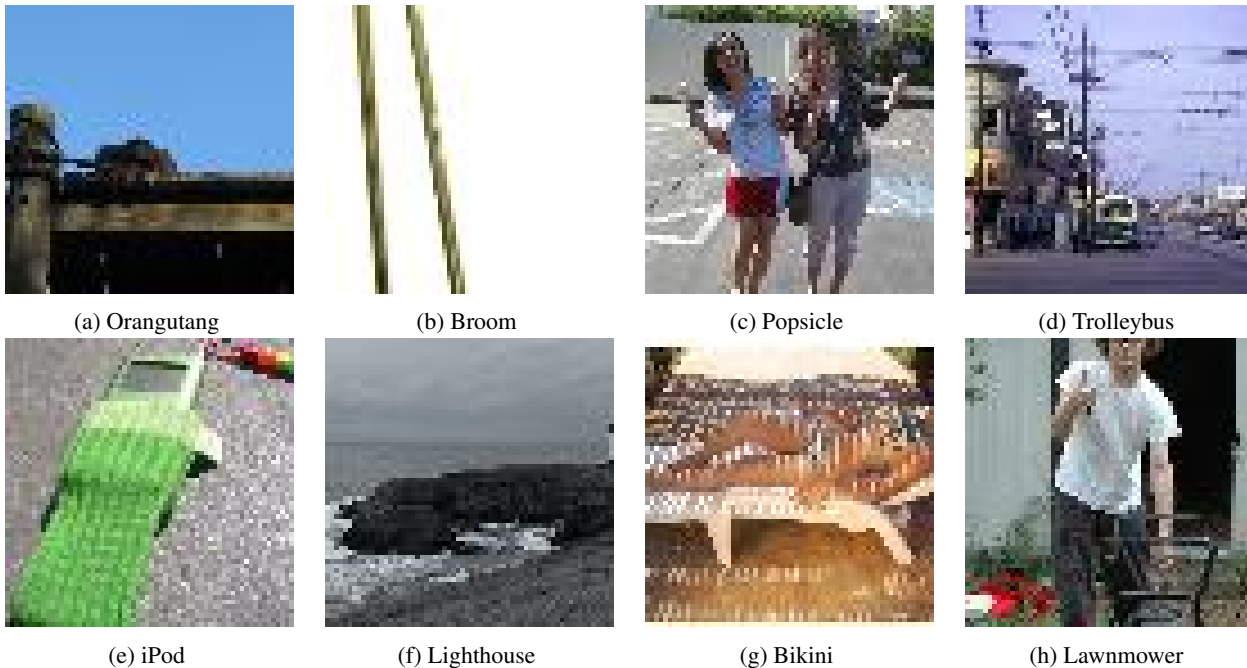 (a) Orangutang
(b) Broom
(c) Popsicle
(d) Trolleybus
(e) iPod
(f) Lighthouse
(g) Bikini
(h) Lawnmower